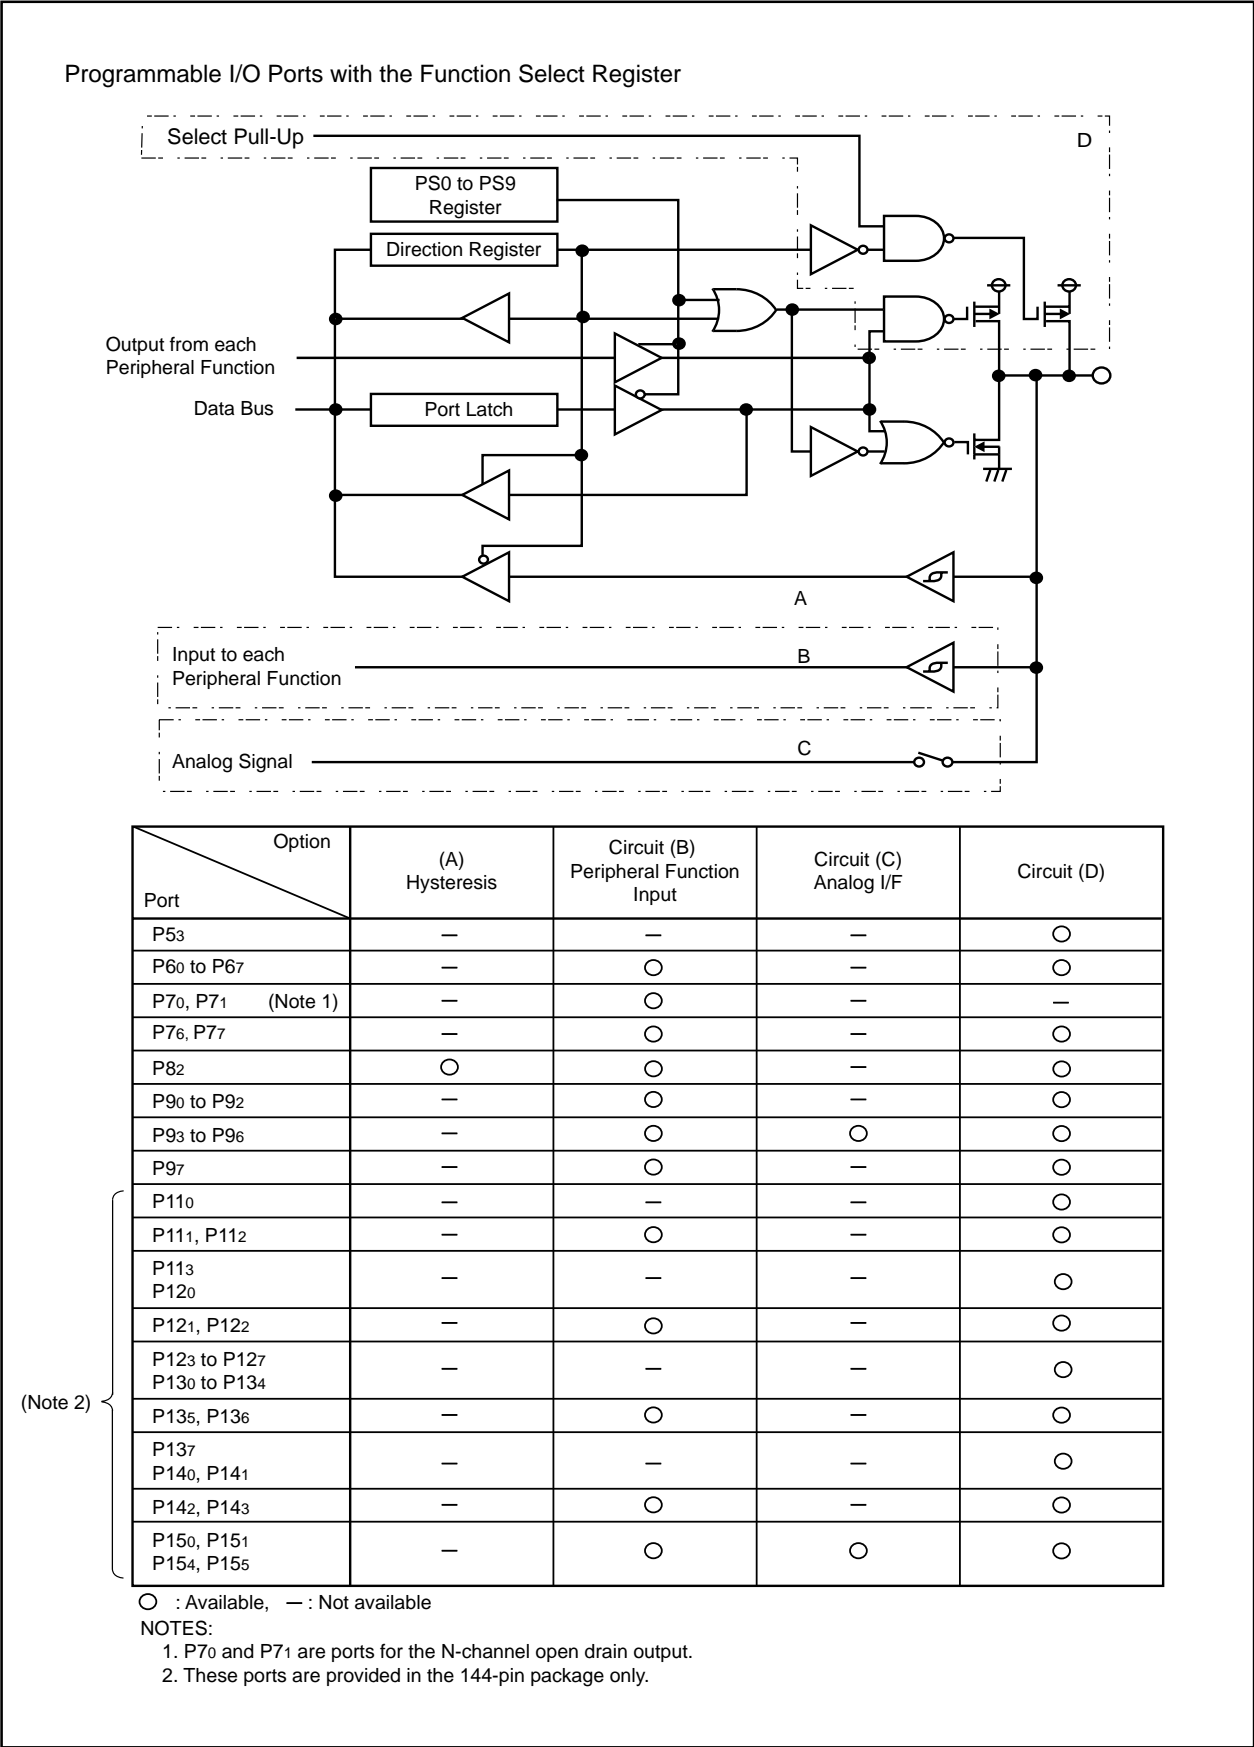 Programmable I/O Ports with the Function Select Register
Select Pull-Up
D
PS0 to PS9
Register
Direction Register
Output from each
Peripheral Function
Data Bus
Port Latch
A
Input to each
Peripheral Function
B
Analog Signal
C
Option
Port
(A)
Hysteresis
Circuit (B)
Peripheral Function
Input
Circuit (C)
Analog I/F
Circuit (D)
P53 — — — ○
P60 to P67 — ○ — ○
P70, P71 (Note 1) — ○ — —
P76, P77 — ○ — ○
P82 ○ ○ — ○
P90 to P92 — ○ — ○
P93 to P96 — ○ ○ ○
P97 — ○ — ○
P110 — — — ○
P111, P112 — ○ — ○
P113
P120 — — — ○
P121, P122 — ○ — ○
P123 to P127
P130 to P134 — — — ○
(Note 2)
P135, P136 — ○ — ○
P137
P140, P141 — — — ○
P142, P143 — ○ — ○
P150, P151
P154, P155 — ○ ○ ○
○ : Available, — : Not available
NOTES:
1. P70 and P71 are ports for the N-channel open drain output.
2. These ports are provided in the 144-pin package only.